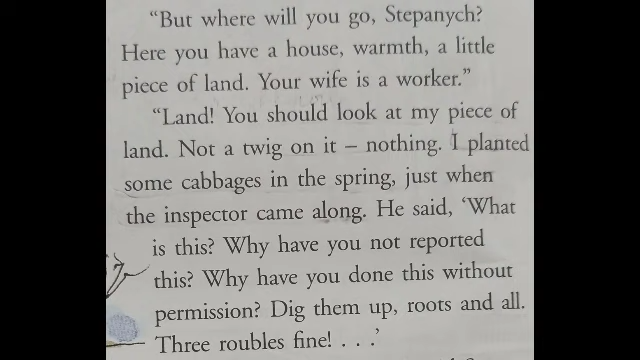 “But where will you go, Stepanych?
Here you have a house, warmth, a little
piece of land. Your wife is a worker.”
“Land! You should look at my piece of
land. Not a twig on it – nothing. I planted
some cabbages in the spring, just when
the inspector came along. He said, ‘What
is this? Why have you not reported
this? Why have you done this without
permission? Dig them up, roots and all.
Three roubles fine! . . .’